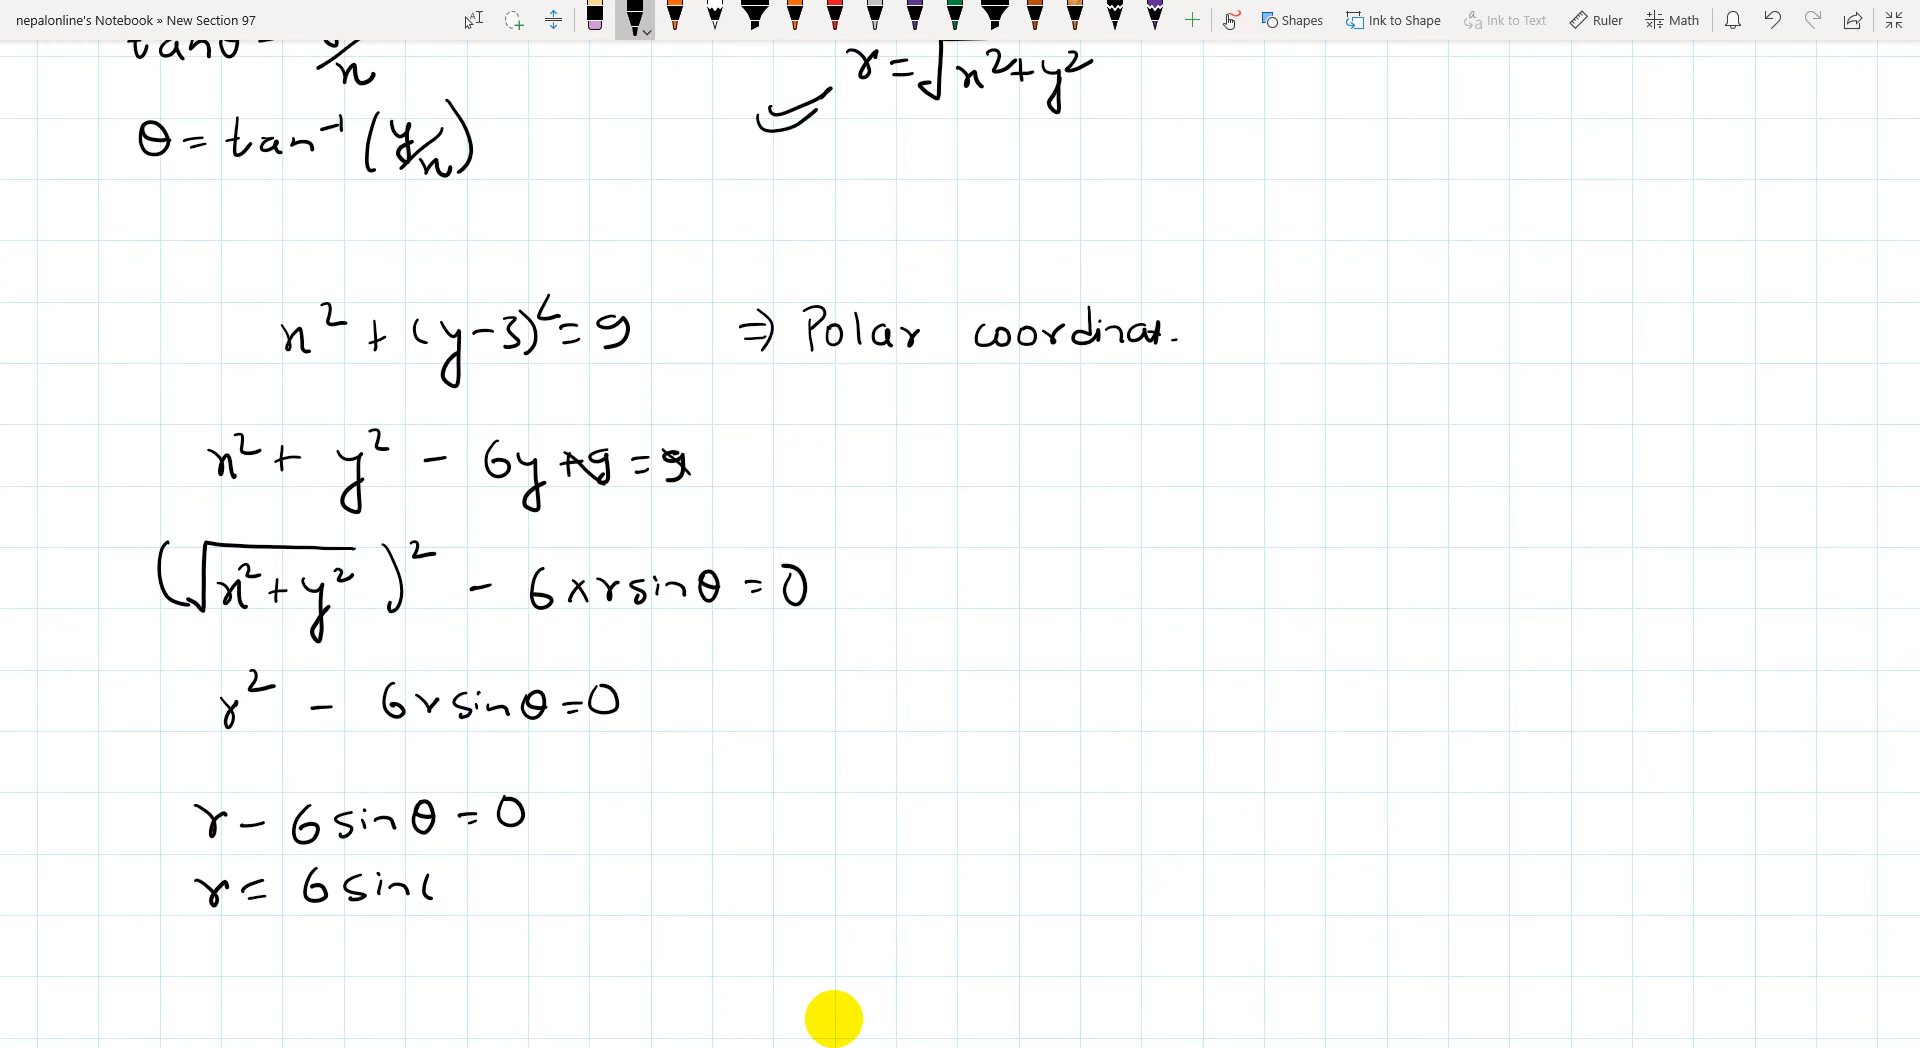 nepalonline's Notebook » New Section 97
Shapes
Ink to Shape
Ink to Text
Ruler
Math
tanθ = y/x
r = √x²+y²
θ = tan⁻¹ (y/x)
x² + (y-3)² = 9 ⇒ Polar coordinat.
x² + y² - 6y + 9 = 9
(√x²+y²)² - 6 × r sin θ = 0
r² - 6 r sin θ = 0
r - 6 sin θ = 0
r = 6 sin